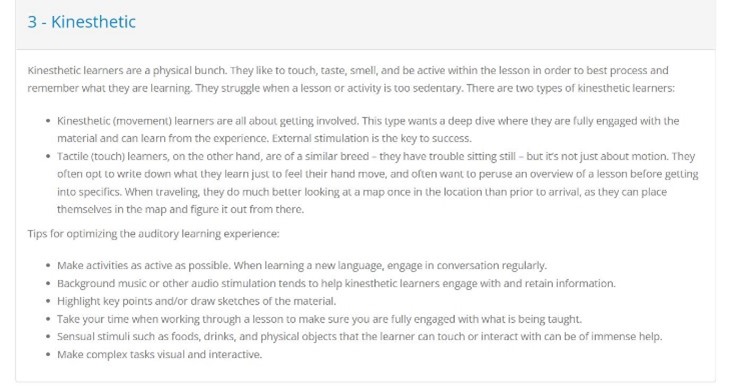 3 - Kinesthetic
Kinesthetic learners are a physical bunch. They like to touch, taste, smell, and be active within the lesson in order to best process and
remember what they are learning. They struggle when a lesson or activity is too sedentary. There are two types of kinesthetic learners:
• Kinesthetic (movement) learners are all about getting involved. This type wants a deep dive where they are fully engaged with the
material and can learn from the experience. External stimulation is the key to success.
• Tactile (touch) learners, on the other hand, are of a similar breed – they have trouble sitting still – but it's not just about motion. They
often opt to write down what they learn just to feel their hand move, and often want to peruse an overview of a lesson before getting
into specifics. When traveling, they do much better looking at a map once in the location than prior to arrival, as they can place
themselves in the map and figure it out from there.
Tips for optimizing the auditory learning experience:
• Make activities as active as possible. When learning a new language, engage in conversation regularly.
• Background music or other audio stimulation tends to help kinesthetic learners engage with and retain information.
• Highlight key points and/or draw sketches of the material.
• Take your time when working through a lesson to make sure you are fully engaged with what is being taught.
• Sensual stimuli such as foods, drinks, and physical objects that the learner can touch or interact with can be of immense help.
• Make complex tasks visual and interactive.